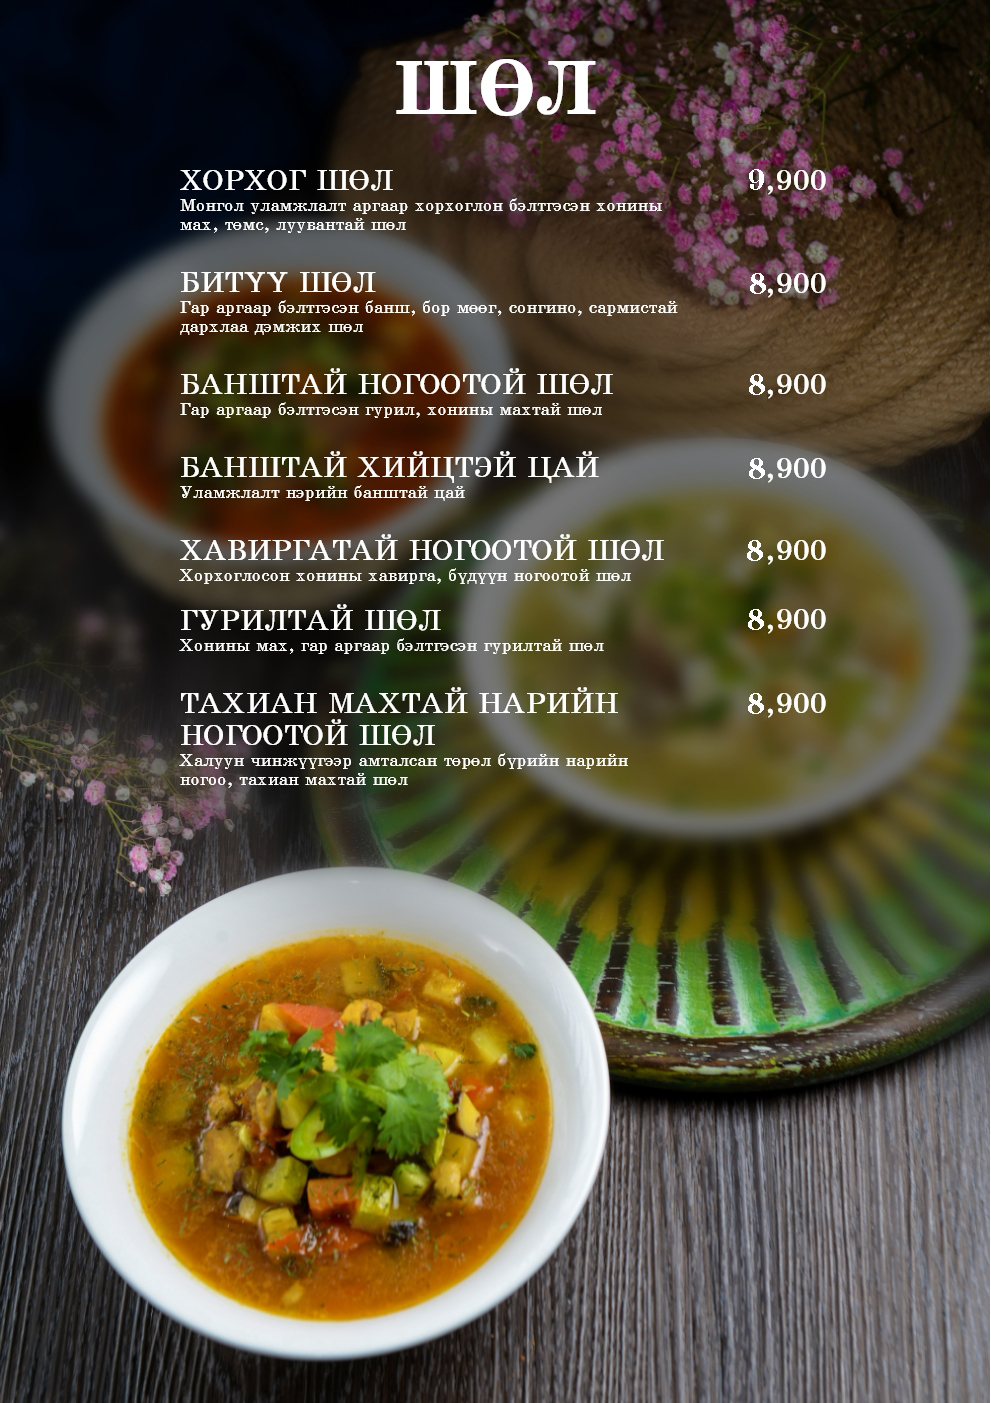 ШӨЛ
ХОРХОГ ШӨЛ 9,900
Монгол уламжлалт аргаар хорхоглон бэлтгэсэн хонины
мах, төмс, луувантай шөл
БИТҮҮ ШӨЛ 8,900
Гар аргаар бэлтгэсэн банш, бор мөөг, сонгино, сармистай
дархлаа дэмжих шөл
БАНШТАЙ НОГООТОЙ ШӨЛ 8,900
Гар аргаар бэлтгэсэн гурил, хонины махтай шөл
БАНШТАЙ ХИЙЦТЭЙ ЦАЙ 8,900
Уламжлалт нэрийн банштай цай
ХАВИРГАТАЙ НОГООТОЙ ШӨЛ 8,900
Хорхоглосон хонины хавирга, бүдүүн ногоотой шөл
ГУРИЛТАЙ ШӨЛ 8,900
Хонины мах, гар аргаар бэлтгэсэн гурилтай шөл
ТАХИАН МАХТАЙ НАРИЙН 8,900
НОГООТОЙ ШӨЛ
Халуун чинжүүгээр амталсан төрөл бүрийн нарийн
ногоо, тахиан махтай шөл